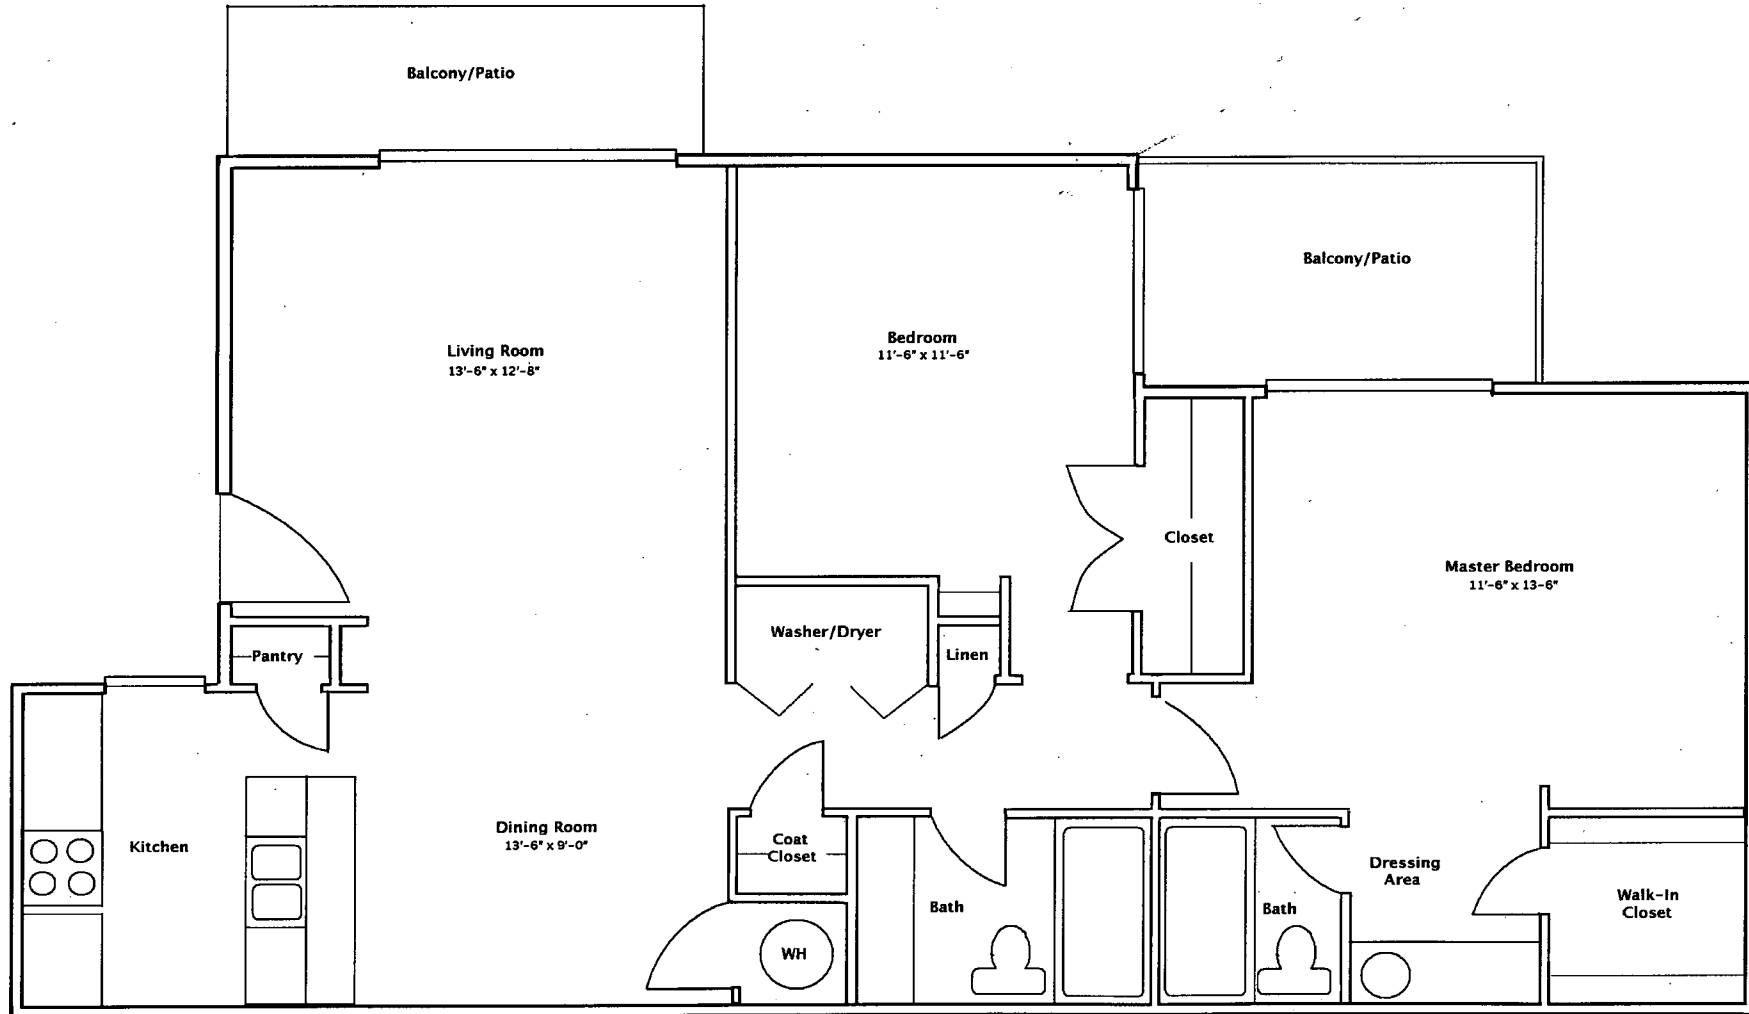 Balcony/Patio
Balcony/Patio
Living Room
13'-6" x 12'-8"
Bedroom
11'-6" x 11'-6"
Closet
Master Bedroom
11'-6" x 13-6"
Washer/Dryer
Pantry
Linen
Kitchen
Dining Room
13'-6" x 9'-0"
Coat
Closet
Bath
WH
Bath
Dressing
Area
Walk-In
Closet